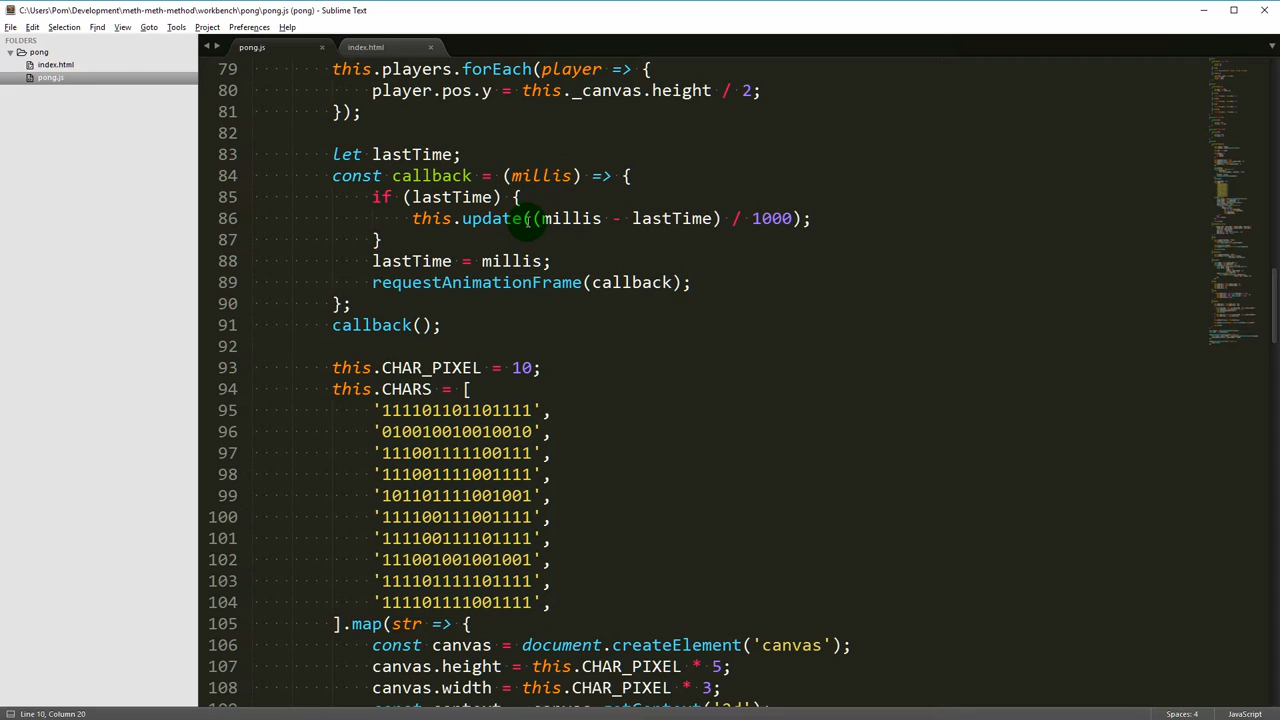 C:\Users\Pom\Development\meth-meth-method\workbench\pong\pong.js (pong) - Sublime Text
File Edit Selection Find View Goto Tools Project Preferences Help
FOLDERS
pong
index.html
pong.js
pong.js × index.html ×
79 this.players.forEach(player => {
80 player.pos.y = this._canvas.height / 2;
81 });
82
83 let lastTime;
84 const callback = (millis) => {
85 if (lastTime) {
86 this.update((millis - lastTime) / 1000);
87 }
88 lastTime = millis;
89 requestAnimationFrame(callback);
90 };
91 callback();
92
93 this.CHAR_PIXEL = 10;
94 this.CHARS = [
95 '111101101101111',
96 '010010010010010',
97 '111001111100111',
98 '111001111001111',
99 '101101111001001',
100 '111100111001111',
101 '111100111101111',
102 '111001001001001',
103 '111101111101111',
104 '111101111001111',
105 ].map(str => {
106 const canvas = document.createElement('canvas');
107 canvas.height = this.CHAR_PIXEL * 5;
108 canvas.width = this.CHAR_PIXEL * 3;
Line 10, Column 20
Spaces: 4 JavaScript